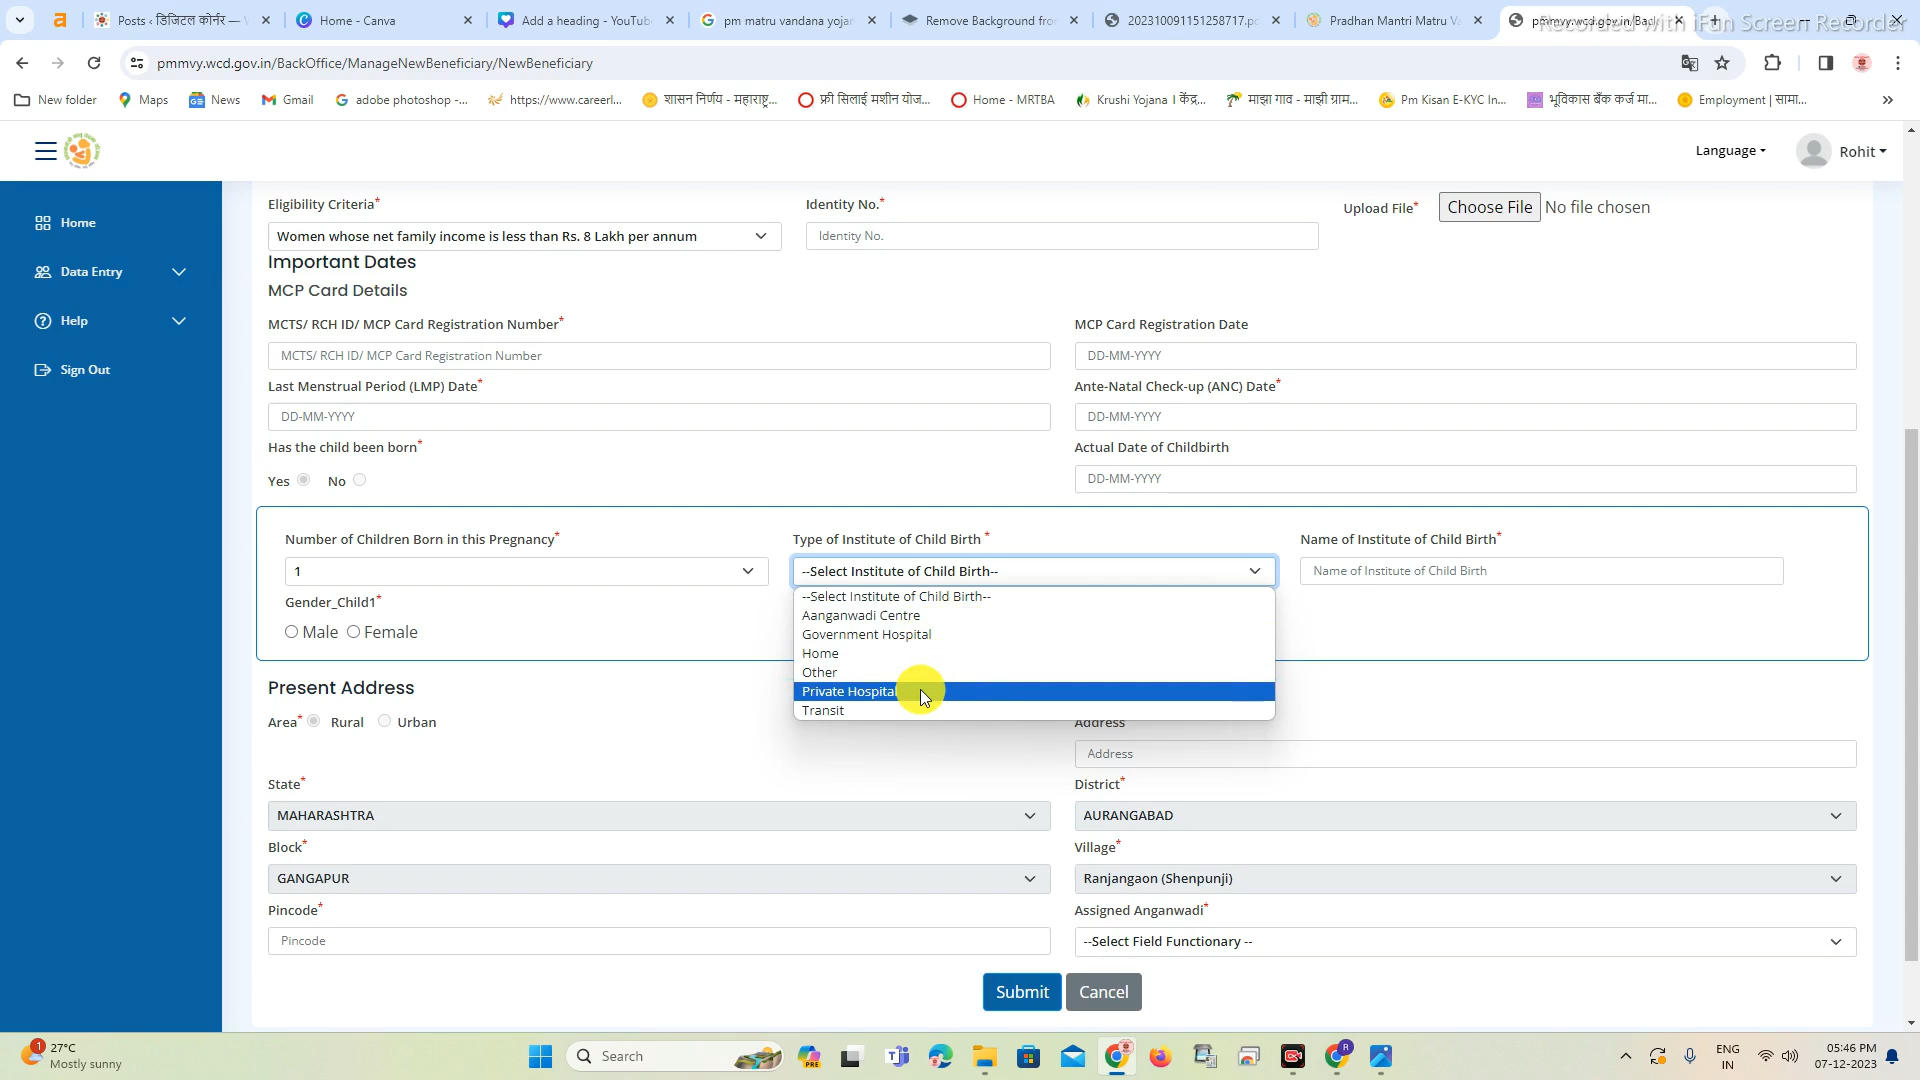 Posts ‹ डिजिटल कॉर्नर —
Home - Canva
Add a heading - YouTube
pm matru vandana yojan
Remove Background from
202310091151258717.pd
Pradhan Mantri Matru V
pmmvy.wcd.gov.in/Back
Recorded with iFun Screen Recorder
pmmvy.wcd.gov.in/BackOffice/ManageNewBeneficiary/NewBeneficiary
New folder
Maps
News
Gmail
adobe photoshop -...
https://www.careerl...
शासन निर्णय - महाराष्ट्र...
फ्री सिलाई मशीन योज...
Home - MRTBA
Krushi Yojana । केंद्र...
माझा गाव - माझी ग्राम...
Pm Kisan E-KYC In...
भूविकास बँक कर्ज मा...
Employment | सामा...
Language
Rohit
Home
Data Entry
Help
Sign Out
Eligibility Criteria*
Identity No.*
Upload File*
Choose File No file chosen
Women whose net family income is less than Rs. 8 Lakh per annum
Identity No.
Important Dates
MCP Card Details
MCTS/ RCH ID/ MCP Card Registration Number*
MCP Card Registration Date
MCTS/ RCH ID/ MCP Card Registration Number
DD-MM-YYYY
Last Menstrual Period (LMP) Date*
Ante-Natal Check-up (ANC) Date*
DD-MM-YYYY
DD-MM-YYYY
Has the child been born*
Actual Date of Childbirth
Yes No
DD-MM-YYYY
Number of Children Born in this Pregnancy*
Type of Institute of Child Birth *
Name of Institute of Child Birth*
1
--Select Institute of Child Birth--
Name of Institute of Child Birth
Gender_Child1*
Male Female
--Select Institute of Child Birth--
Aanganwadi Centre
Government Hospital
Home
Other
Private Hospital
Transit
Present Address
Area* Rural Urban
Address
Address
State*
District*
MAHARASHTRA
AURANGABAD
Block*
Village*
GANGAPUR
Ranjangaon (Shenpunji)
Pincode*
Assigned Anganwadi*
Pincode
--Select Field Functionary --
Submit
Cancel
1
27°C
Mostly sunny
Search
PRE
R
ENG
IN
05:46 PM
07-12-2023